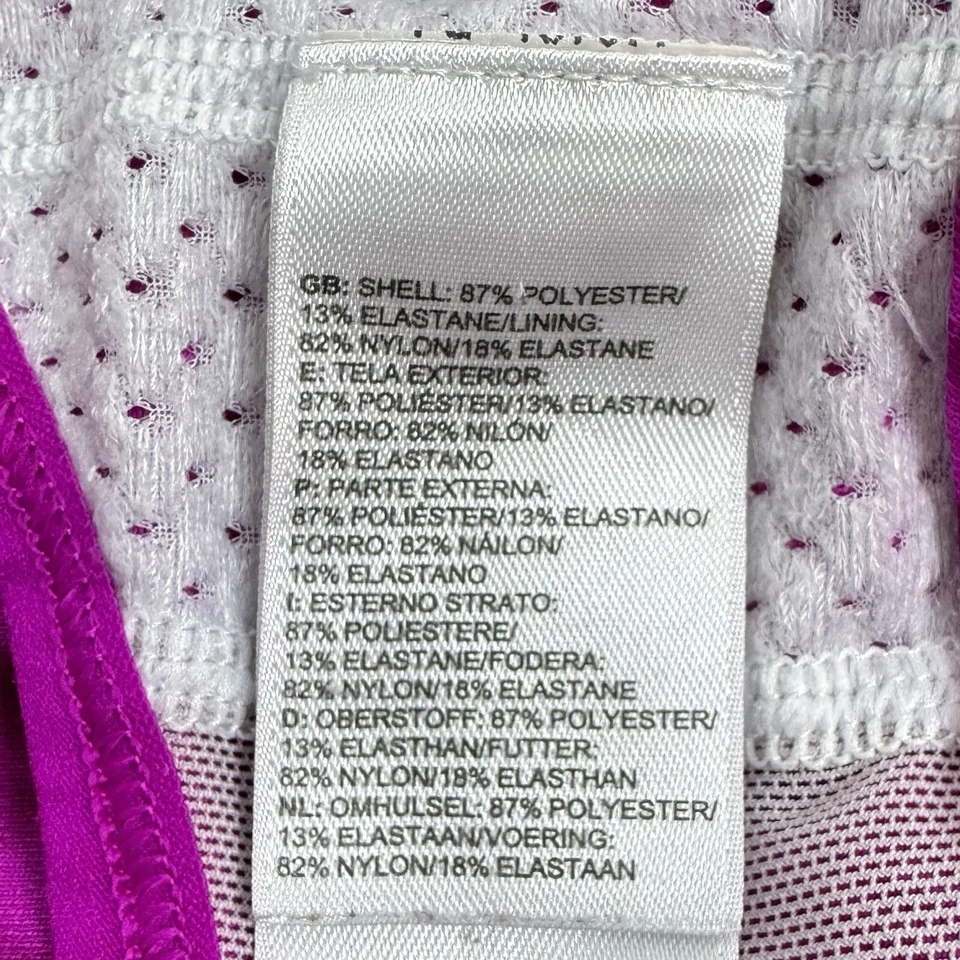 GB: SHELL: 87% POLYESTER/
13% ELASTANE/LINING:
82% NYLON/18% ELASTANE
E: TELA EXTERIOR:
87% POLIÉSTER/13% ELASTANO/
FORRO: 82% NILÓN/
18% ELASTANO
P: PARTE EXTERNA:
87% POLIÉSTER/13% ELASTANO/
FORRO: 82% NÁILON/
18% ELASTANO
I: ESTERNO STRATO:
87% POLIESTERE/
13% ELASTANE/FODERA:
82% NYLON/18% ELASTANE
D: OBERSTOFF: 87% POLYESTER/
13% ELASTHAN/FUTTER:
82% NYLON/18% ELASTHAN
NL: OMHULSEL: 87% POLYESTER/
13% ELASTAAN/VOERING:
82% NYLON/18% ELASTAAN